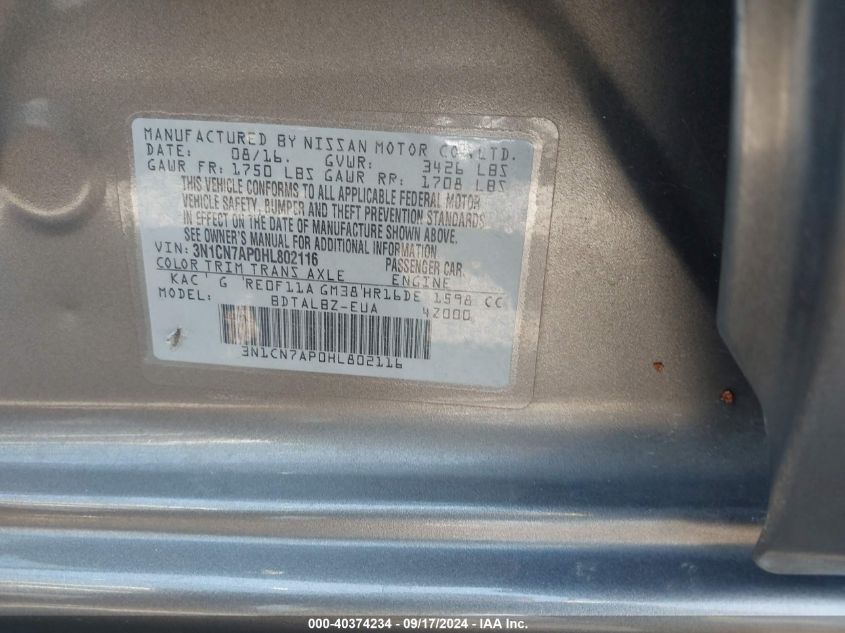 MANUFACTURED BY NISSAN MOTOR CO., LTD.
DATE: 08/16. GVWR: 3426 LBS
GAWR FR: 1750 LBS GAWR RR: 1708 LBS
THIS VEHICLE CONFORMS TO ALL APPLICABLE FEDERAL MOTOR
VEHICLE SAFETY, BUMPER AND THEFT PREVENTION STANDARDS
IN EFFECT ON THE DATE OF MANUFACTURE SHOWN ABOVE.
SEE OWNER'S MANUAL FOR ADDITIONAL INFORMATION
VIN: 3N1CN7AP0HL802116 PASSENGER CAR.
COLOR TRIM TRANS AXLE ENGINE
KAC G RE0F11A GM38 HR16DE 1598 CC
MODEL: BDTALBZ-EUA 42000
3N1CN7AP0HL802116
000-40374234 - 09/17/2024 - IAA Inc.